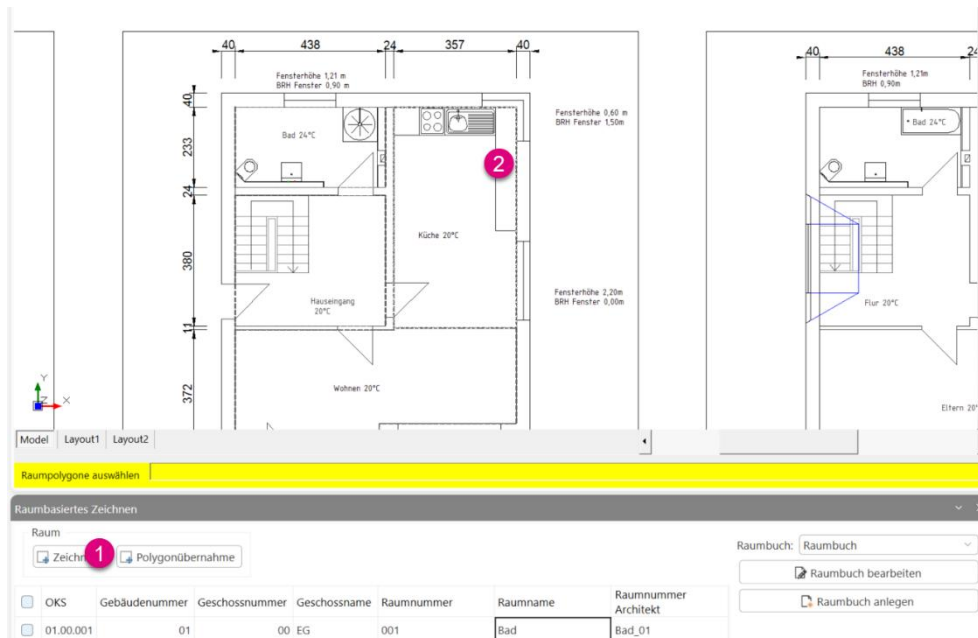 40 438 24 357 40
40 438 24
Fensterhöhe 1,21 m
BRH Fenster 0,90 m
Fensterhöhe 1,21m
BRH 0,90m
40
Fensterhöhe 0,60 m
BRH Fenster 1,50m
Bad 24°C
Bad 24°C
233
2
24
Küche 20°C
380
Fensterhöhe 2,20m
BRH Fenster 0,00m
Hauseingang
20°C
Flur 20°C
11
Wohnen 20°C
372
Y
Z X
Eltern 20°
Model Layout1 Layout2
Raumpolygone auswählen
Raumbasiertes Zeichnen
Raum
Zeichn 1 Polygonübernahme
Raumbuch: Raumbuch
Raumbuch bearbeiten
Raumbuch anlegen
OKS Gebäudenummer Geschossnummer Geschossname Raumnummer Raumname Raumnummer
Architekt
01.00.001 01 00 EG 001 Bad Bad_01